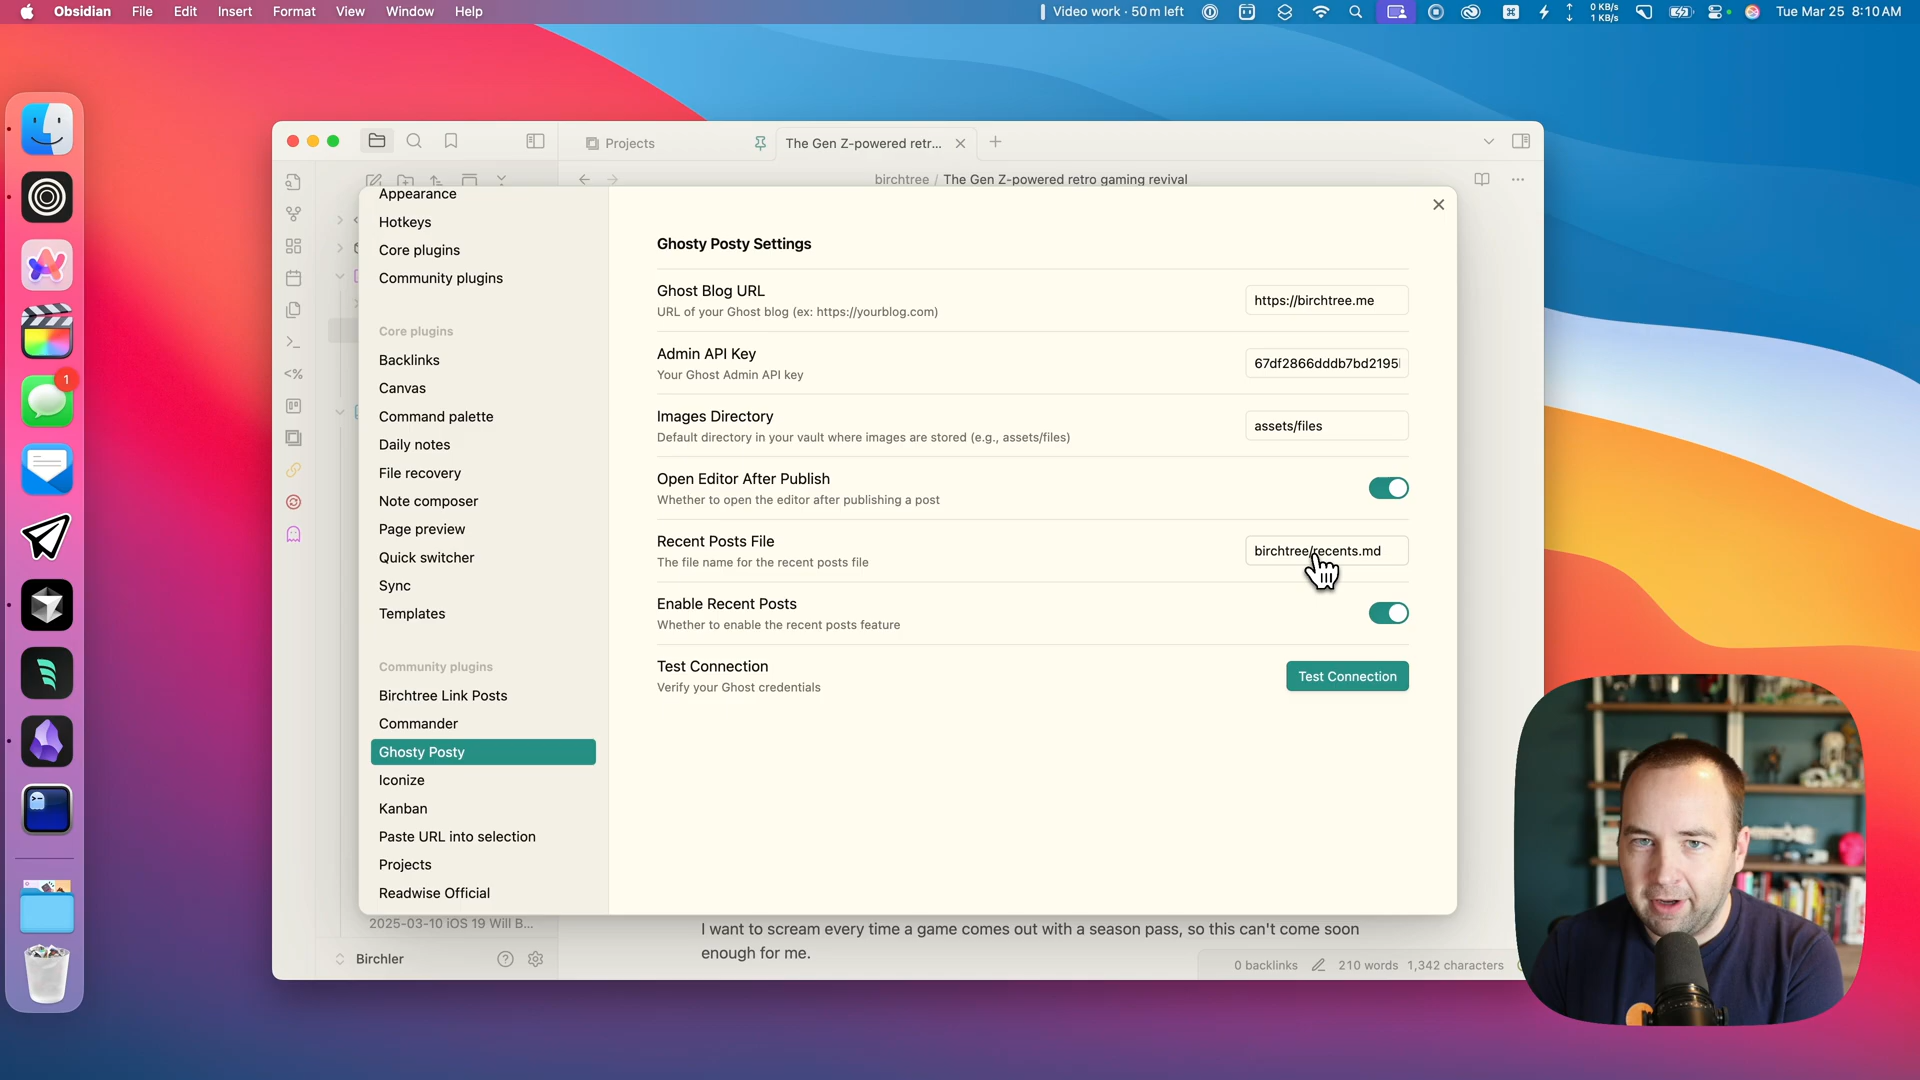 Obsidian File Edit Insert Format View Window Help
Video work · 50 m left
0 KB/s
1 KB/s
Tue Mar 25 8:10 AM
1
Projects
The Gen Z-powered retr...
birchtree / The Gen Z-powered retro gaming revival
Appearance
Hotkeys
Core plugins
Community plugins
Core plugins
Backlinks
Canvas
Command palette
Daily notes
File recovery
Note composer
Page preview
Quick switcher
Sync
Templates
Community plugins
Birchtree Link Posts
Commander
Ghosty Posty
Iconize
Kanban
Paste URL into selection
Projects
Readwise Official
Ghosty Posty Settings
Ghost Blog URL
URL of your Ghost blog (ex: https://yourblog.com)
https://birchtree.me
Admin API Key
Your Ghost Admin API key
67df2866dddb7bd2195
Images Directory
Default directory in your vault where images are stored (e.g., assets/files)
assets/files
Open Editor After Publish
Whether to open the editor after publishing a post
Recent Posts File
The file name for the recent posts file
birchtree/recents.md
Enable Recent Posts
Whether to enable the recent posts feature
Test Connection
Verify your Ghost credentials
Test Connection
2025-03-10 iOS 19 Will B...
I want to scream every time a game comes out with a season pass, so this can't come soon
enough for me.
Birchler
0 backlinks
210 words 1,342 characters